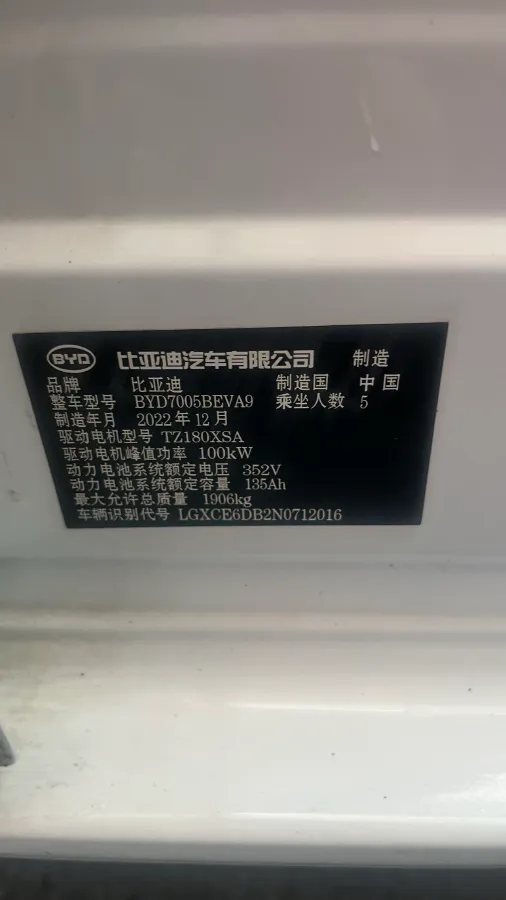 BYD 比亚迪汽车有限公司 制造
品牌 比亚迪 制造国 中国
整车型号 BYD7005BEVA9 乘坐人数 5
制造年月 2022年12月
驱动电机型号 TZ180XSA
驱动电机峰值功率 100kW
动力电池系统额定电压 352V
动力电池系统额定容量 135Ah
最大允许总质量 1906kg
车辆识别代号 LGXCE6DB2N0712016